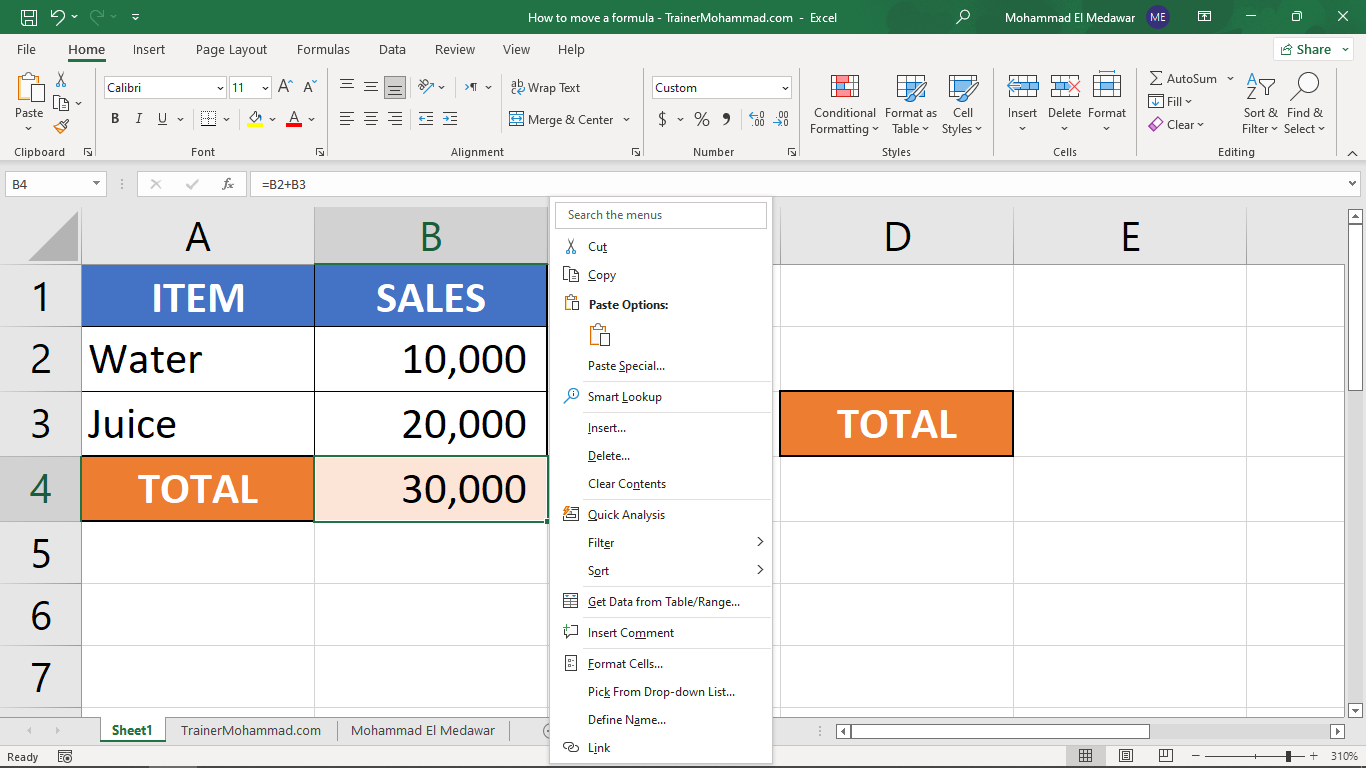 How to move a formula - TrainerMohammad.com - Excel
Mohammad El Medawar
ME
File Home Insert Page Layout Formulas Data Review View Help
Share
Paste
Clipboard
Calibri
11
B I U
A
Font
ab Wrap Text
Merge & Center
Alignment
Custom
$ % 9
Number
Conditional Formatting
Format as Table
Cell Styles
Styles
Insert
Delete
Format
Cells
AutoSum
Fill
Clear
Sort & Filter
Find & Select
Editing
B4
fx
=B2+B3
A B D E
1 ITEM SALES
2 Water 10,000
3 Juice 20,000 TOTAL
4 TOTAL 30,000
5
6
7
Search the menus
Cut
Copy
Paste Options:
Paste Special...
Smart Lookup
Insert...
Delete...
Clear Contents
Quick Analysis
Filter
Sort
Get Data from Table/Range...
Insert Comment
Format Cells...
Pick From Drop-down List...
Define Name...
Link
Sheet1 TrainerMohammad.com Mohammad El Medawar
Ready
310%